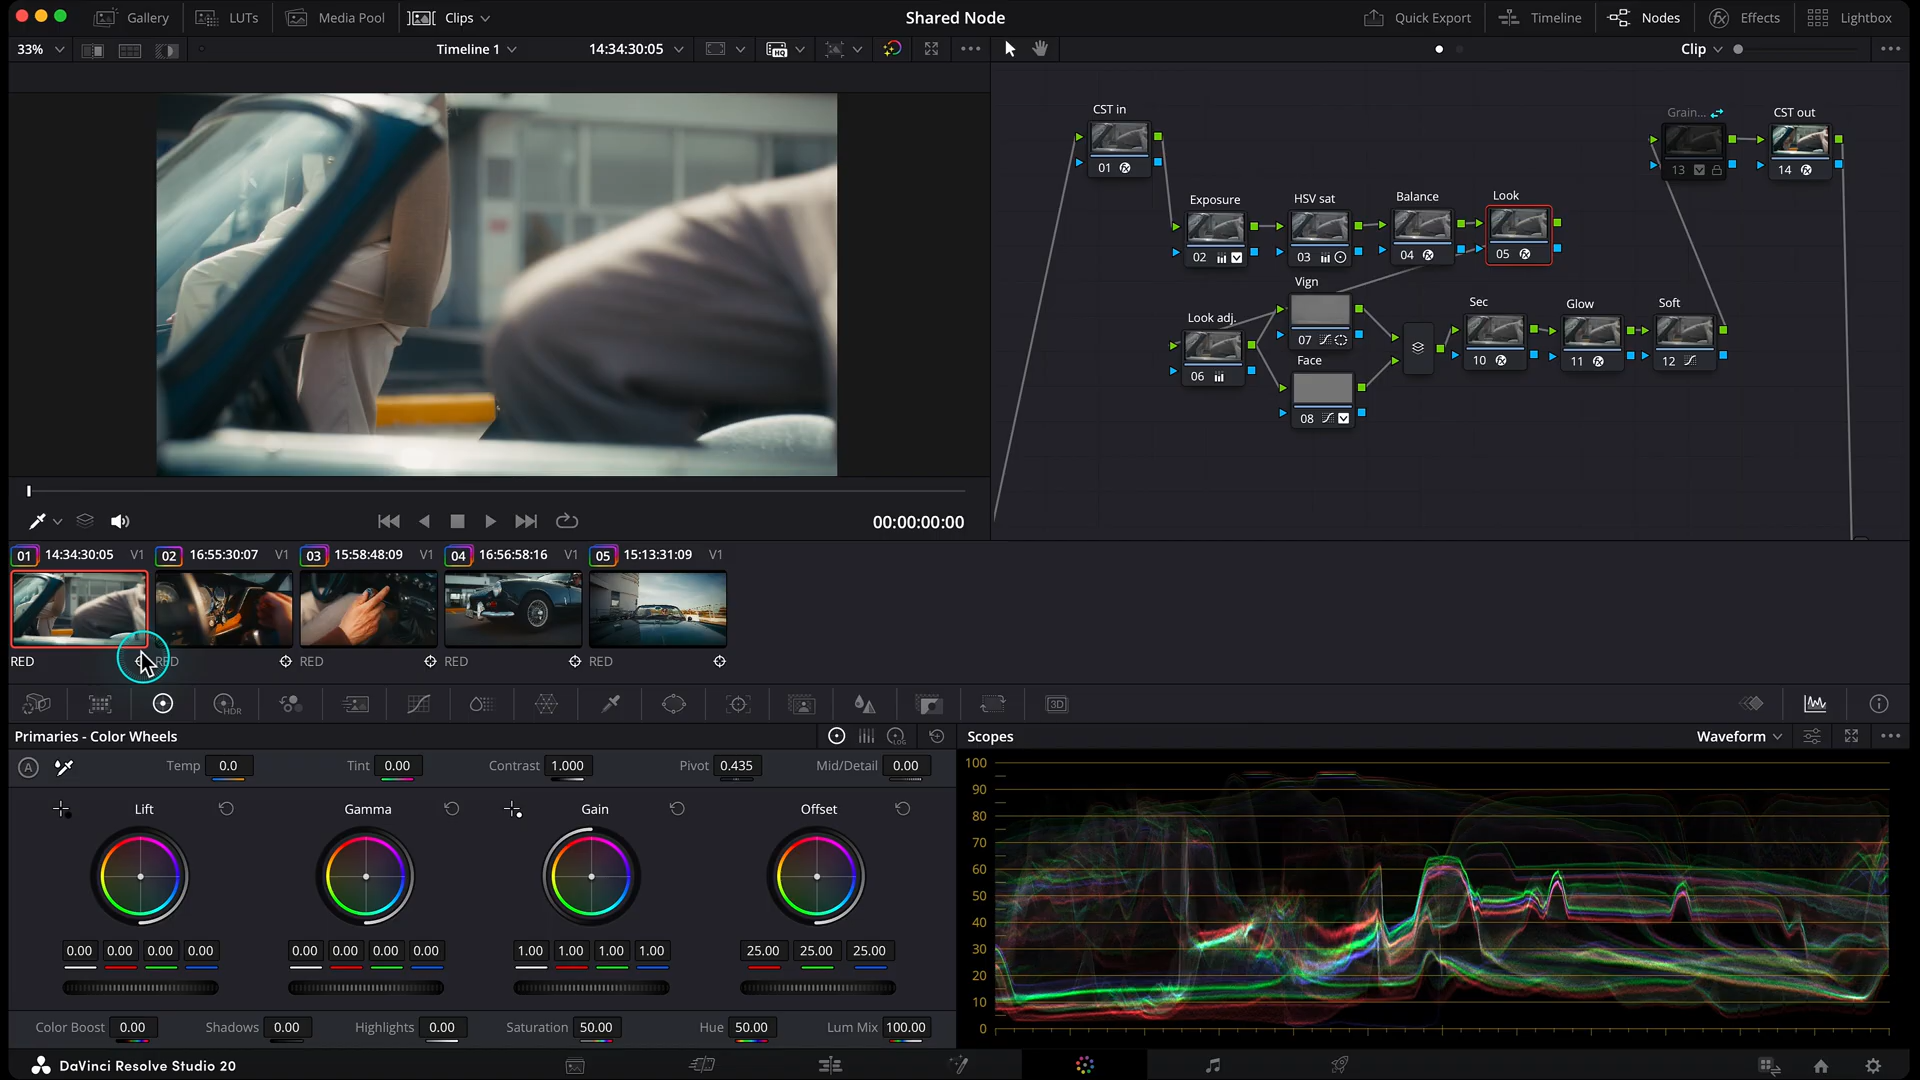 Gallery LUTs Media Pool Clips Shared Node Quick Export Timeline Nodes Effects Lightbox
33% Timeline 1 14:34:30:05 Clip
CST in
01
Grain...
13
CST out
14
Exposure
02
HSV sat
03
Balance
04
Look
05
Look adj.
06
Vign
07
Face
08
Sec
10
Glow
11
Soft
12
00:00:00:00
01 14:34:30:05 V1 02 16:55:30:07 V1 03 15:58:48:09 V1 04 16:56:58:16 V1 05 15:13:31:09 V1
RED RED RED RED RED
HDR 3D
Primaries - Color Wheels
LOG
A Temp 0.0 Tint 0.00 Contrast 1.000 Pivot 0.435 Mid/Detail 0.00
Lift Gamma Gain Offset
0.00 0.00 0.00 0.00 0.00 0.00 0.00 0.00 1.00 1.00 1.00 1.00 25.00 25.00 25.00
Color Boost 0.00 Shadows 0.00 Highlights 0.00 Saturation 50.00 Hue 50.00 Lum Mix 100.00
Scopes Waveform
100
90
80
70
60
50
40
30
20
10
0
DaVinci Resolve Studio 20